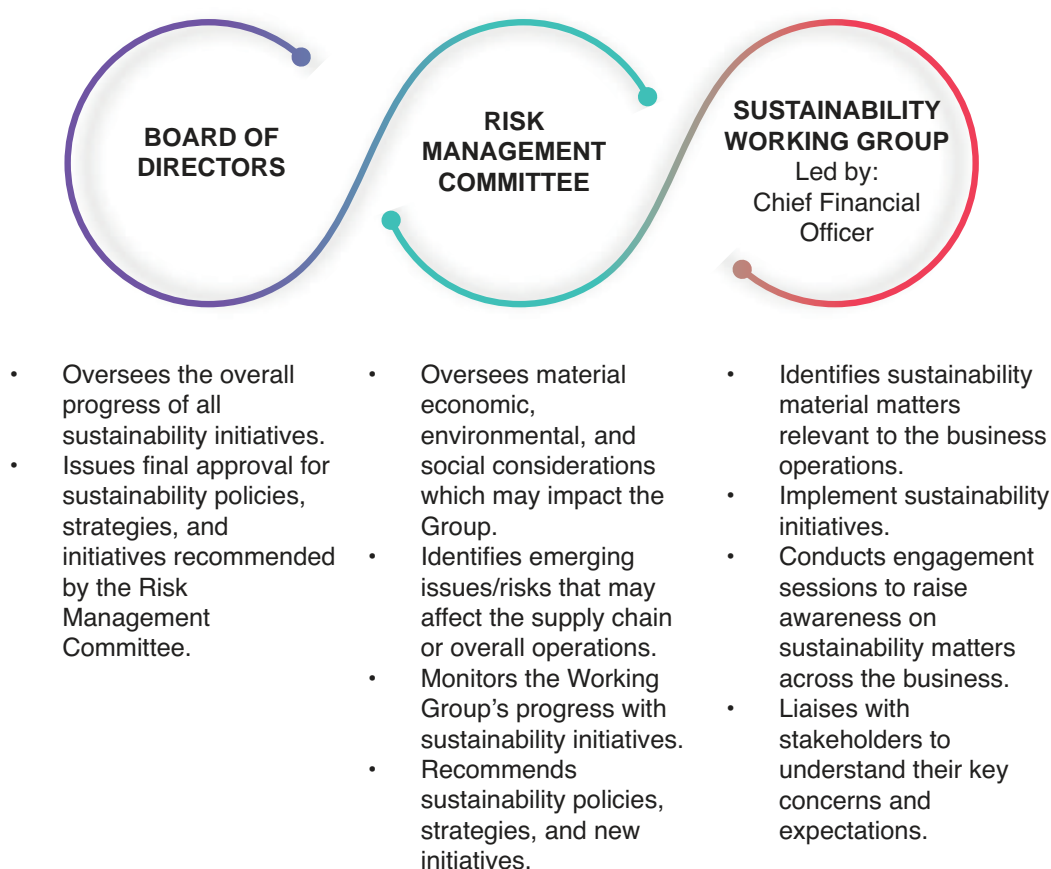 BOARD OF
DIRECTORS
RISK
MANAGEMENT
COMMITTEE
SUSTAINABILITY
WORKING GROUP
Led by:
Chief Financial
Officer
• Oversees the overall
progress of all
sustainability initiatives.
• Issues final approval for
sustainability policies,
strategies, and
initiatives recommended
by the Risk
Management
Committee.
• Oversees material
economic,
environmental, and
social considerations
which may impact the
Group.
• Identifies emerging
issues/risks that may
affect the supply chain
or overall operations.
• Monitors the Working
Group’s progress with
sustainability initiatives.
• Recommends
sustainability policies,
strategies, and new
initiatives.
• Identifies sustainability
material matters
relevant to the business
operations.
• Implement sustainability
initiatives.
• Conducts engagement
sessions to raise
awareness on
sustainability matters
across the business.
• Liaises with
stakeholders to
understand their key
concerns and
expectations.